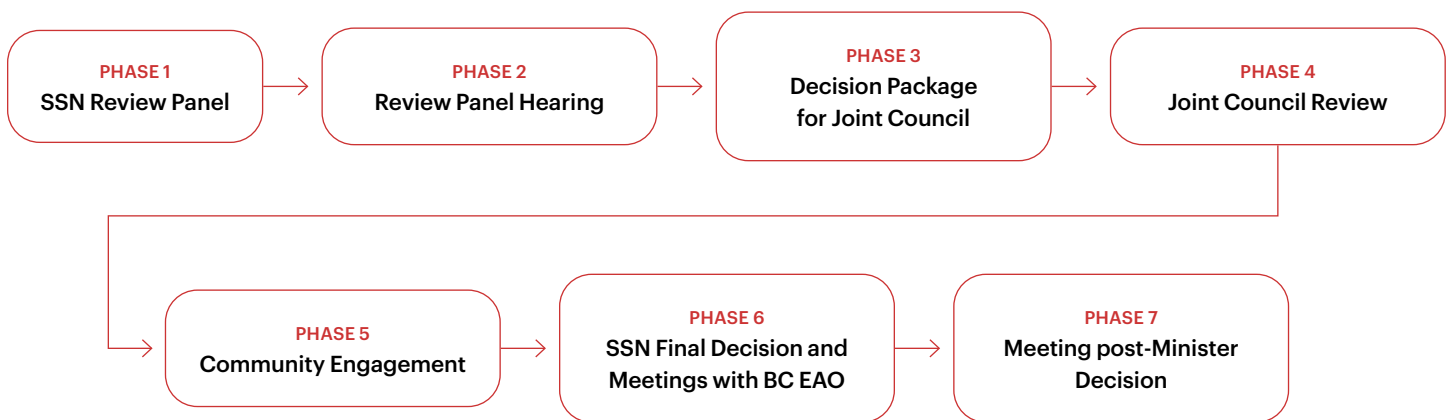 PHASE 1
SSN Review Panel
PHASE 2
Review Panel Hearing
PHASE 3
Decision Package
for Joint Council
PHASE 4
Joint Council Review
PHASE 5
Community Engagement
PHASE 6
SSN Final Decision and
Meetings with BC EAO
PHASE 7
Meeting post-Minister
Decision